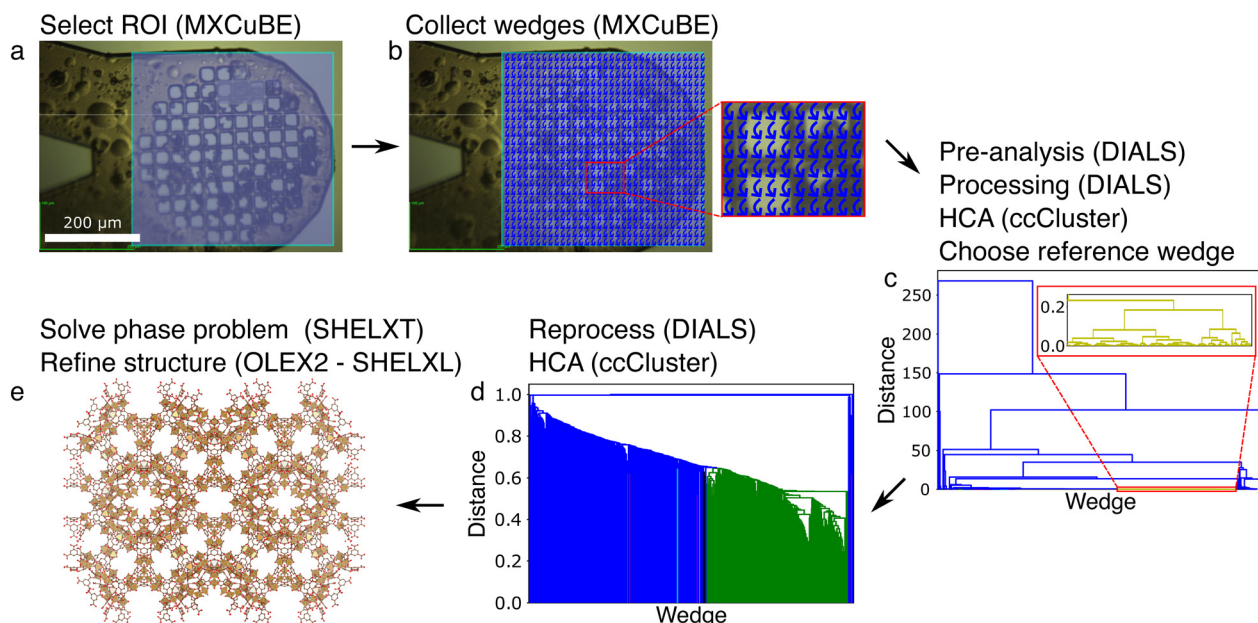 Select ROI (MXCuBE)
a
200 µm
Collect wedges (MXCuBE)
b
Pre-analysis (DIALS)
Processing (DIALS)
HCA (ccCluster)
Choose reference wedge
c
250
200
150
100
50
0
Distance
Wedge
0.2
0.0
Reprocess (DIALS)
HCA (ccCluster)
d
1.0
0.8
0.6
0.4
0.2
0.0
Distance
Wedge
Solve phase problem (SHELXT)
Refine structure (OLEX2 - SHELXL)
e